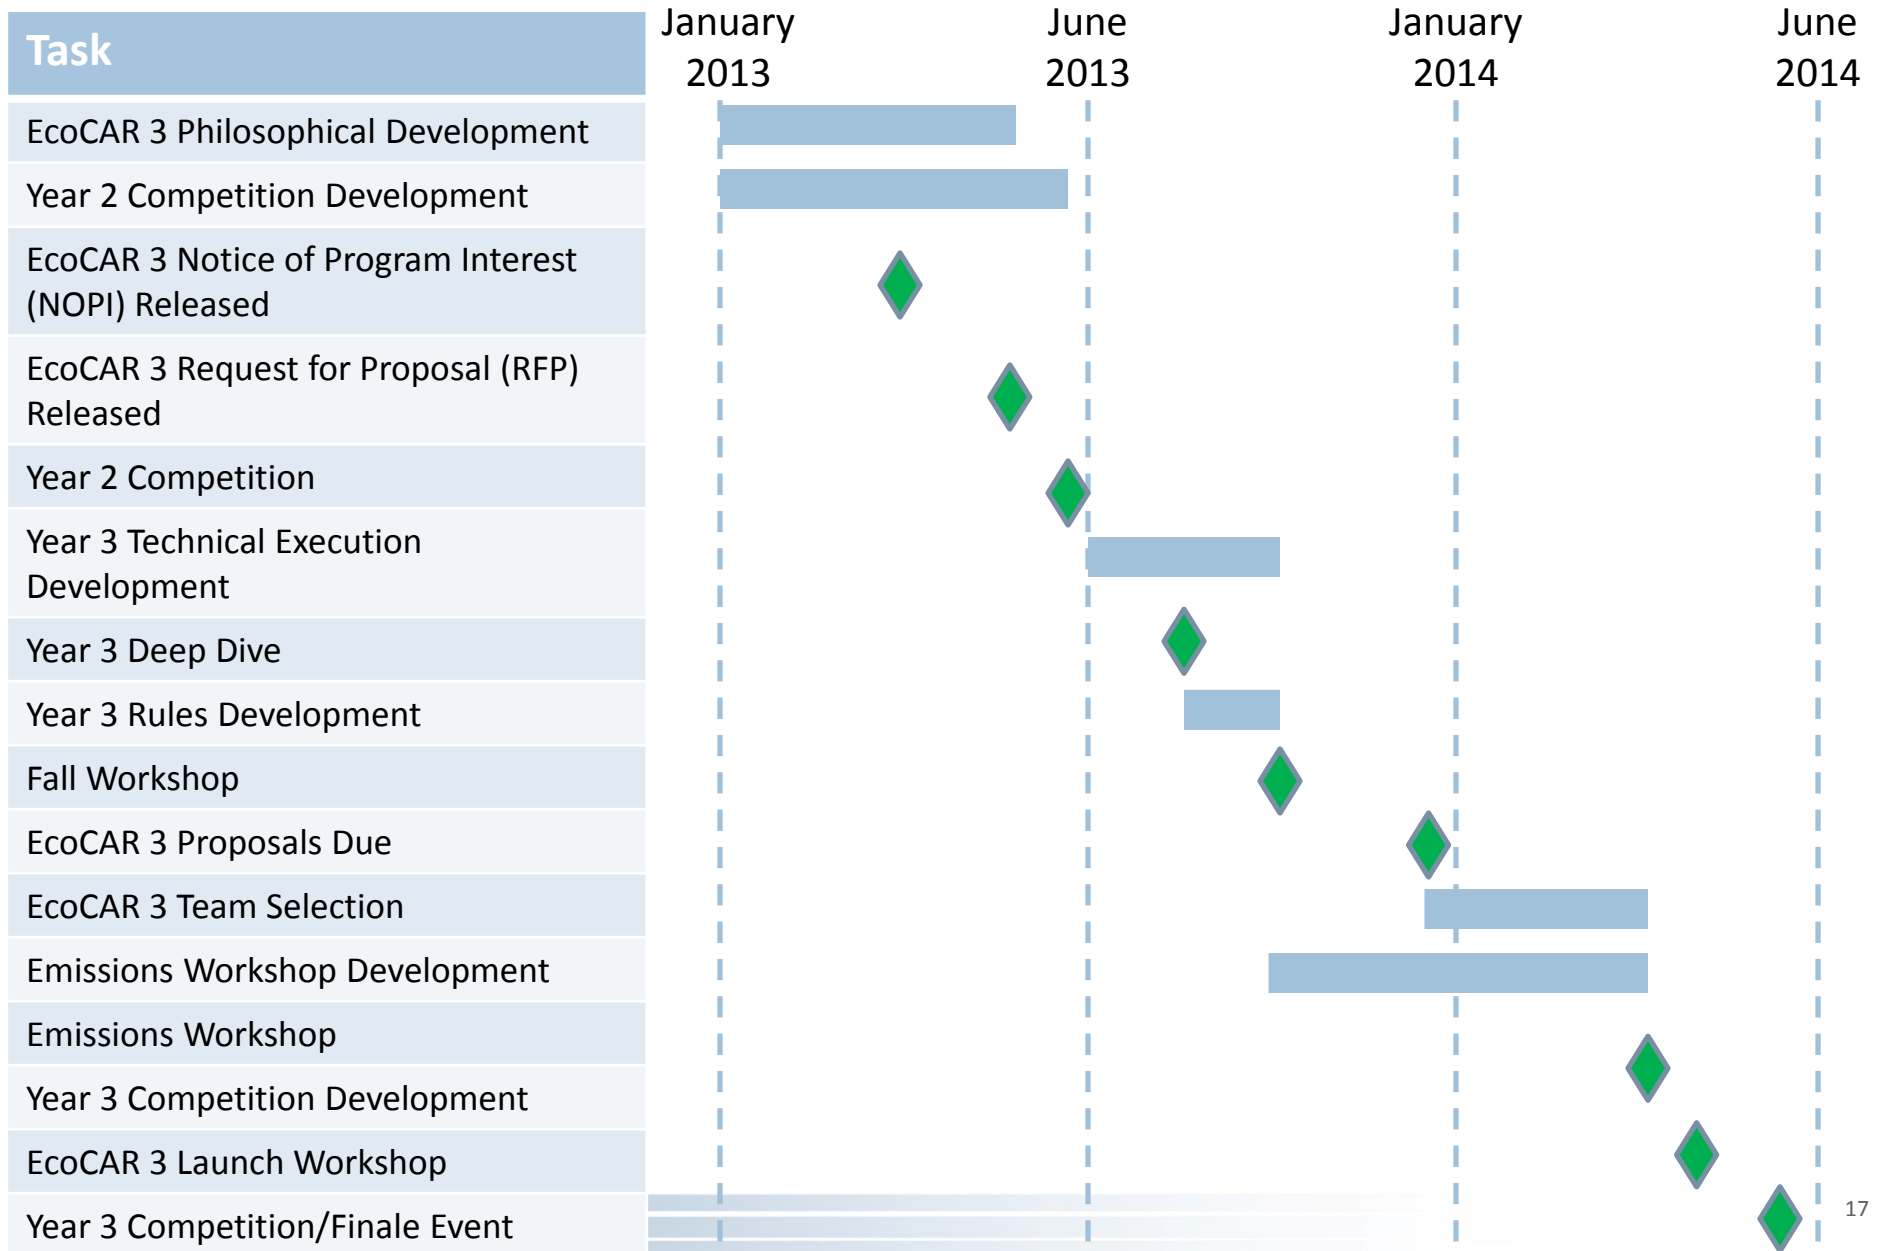 Task
January
2013
June
2013
January
2014
June
2014
EcoCAR 3 Philosophical Development
Year 2 Competition Development
EcoCAR 3 Notice of Program Interest
(NOPI) Released
EcoCAR 3 Request for Proposal (RFP)
Released
Year 2 Competition
Year 3 Technical Execution
Development
Year 3 Deep Dive
Year 3 Rules Development
Fall Workshop
EcoCAR 3 Proposals Due
EcoCAR 3 Team Selection
Emissions Workshop Development
Emissions Workshop
Year 3 Competition Development
EcoCAR 3 Launch Workshop
Year 3 Competition/Finale Event
17